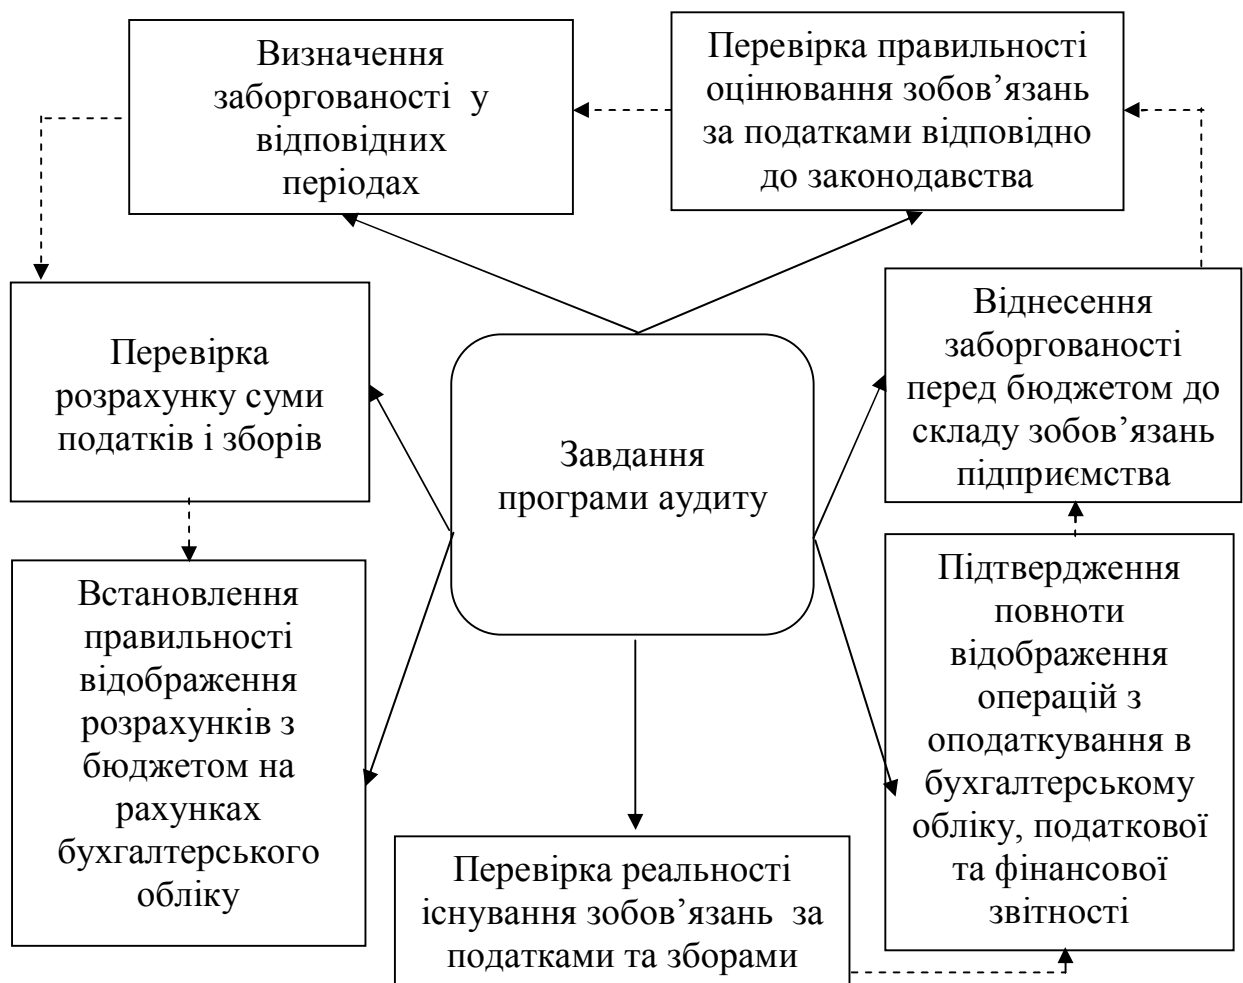 Визначення
заборгованості у
відповідних
періодах
Перевірка правильності
оцінювання зобов’язань
за податками відповідно
до законодавства
Перевірка
розрахунку суми
податків і зборів
Завдання
програми аудиту
Віднесення
заборгованості
перед бюджетом до
складу зобов’язань
підприємства
Встановлення
правильності
відображення
розрахунків з
бюджетом на
рахунках
бухгалтерського
обліку
Перевірка реальності
існування зобов’язань за
податками та зборами
Підтвердження
повноти
відображення
операцій з
оподаткування в
бухгалтерському
обліку, податкової
та фінансової
звітності